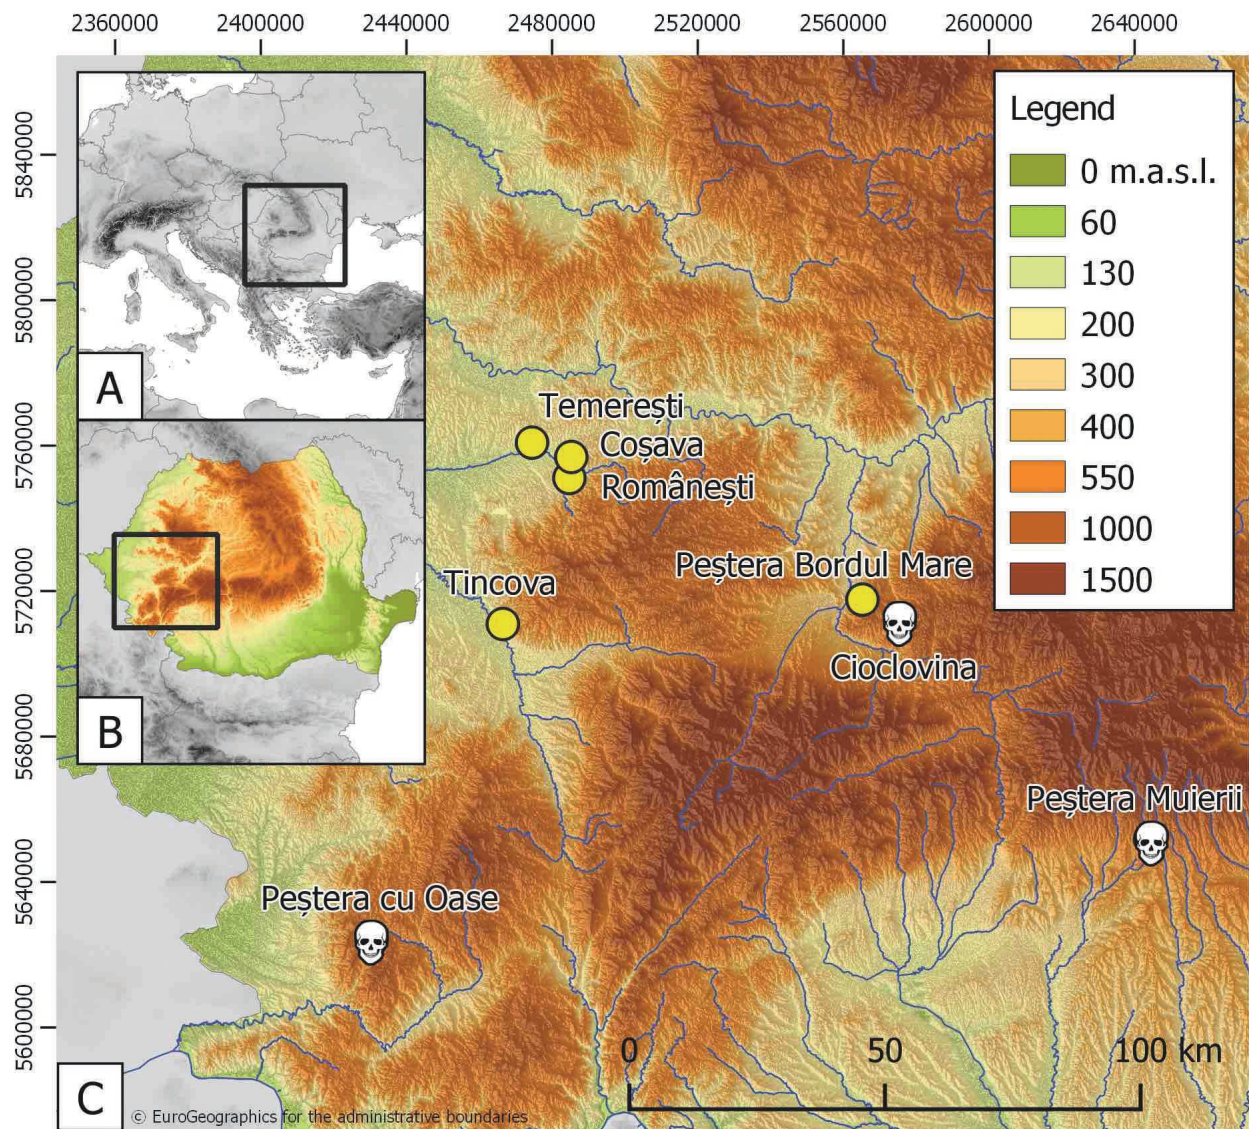 2360000 2400000 2440000 2480000 2520000 2560000 2600000 2640000
5840000
5800000
5760000
5720000
5680000
5640000
5600000
A
B
C
Legend
0 m.a.s.l.
60
130
200
300
400
550
1000
1500
Temerești
Coșava
Românești
Peștera Bordul Mare
Tincova
Cioclovina
Peștera Muierii
Peștera cu Oase
0 50 100 km
© EuroGeographics for the administrative boundaries